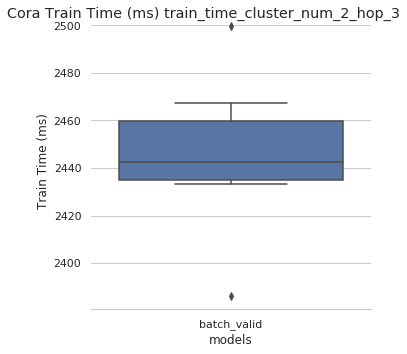 Cora Train Time (ms) train_time_cluster_num_2_hop_3
2500
2480
2460
2440
2420
2400
Train Time (ms)
batch_valid
models